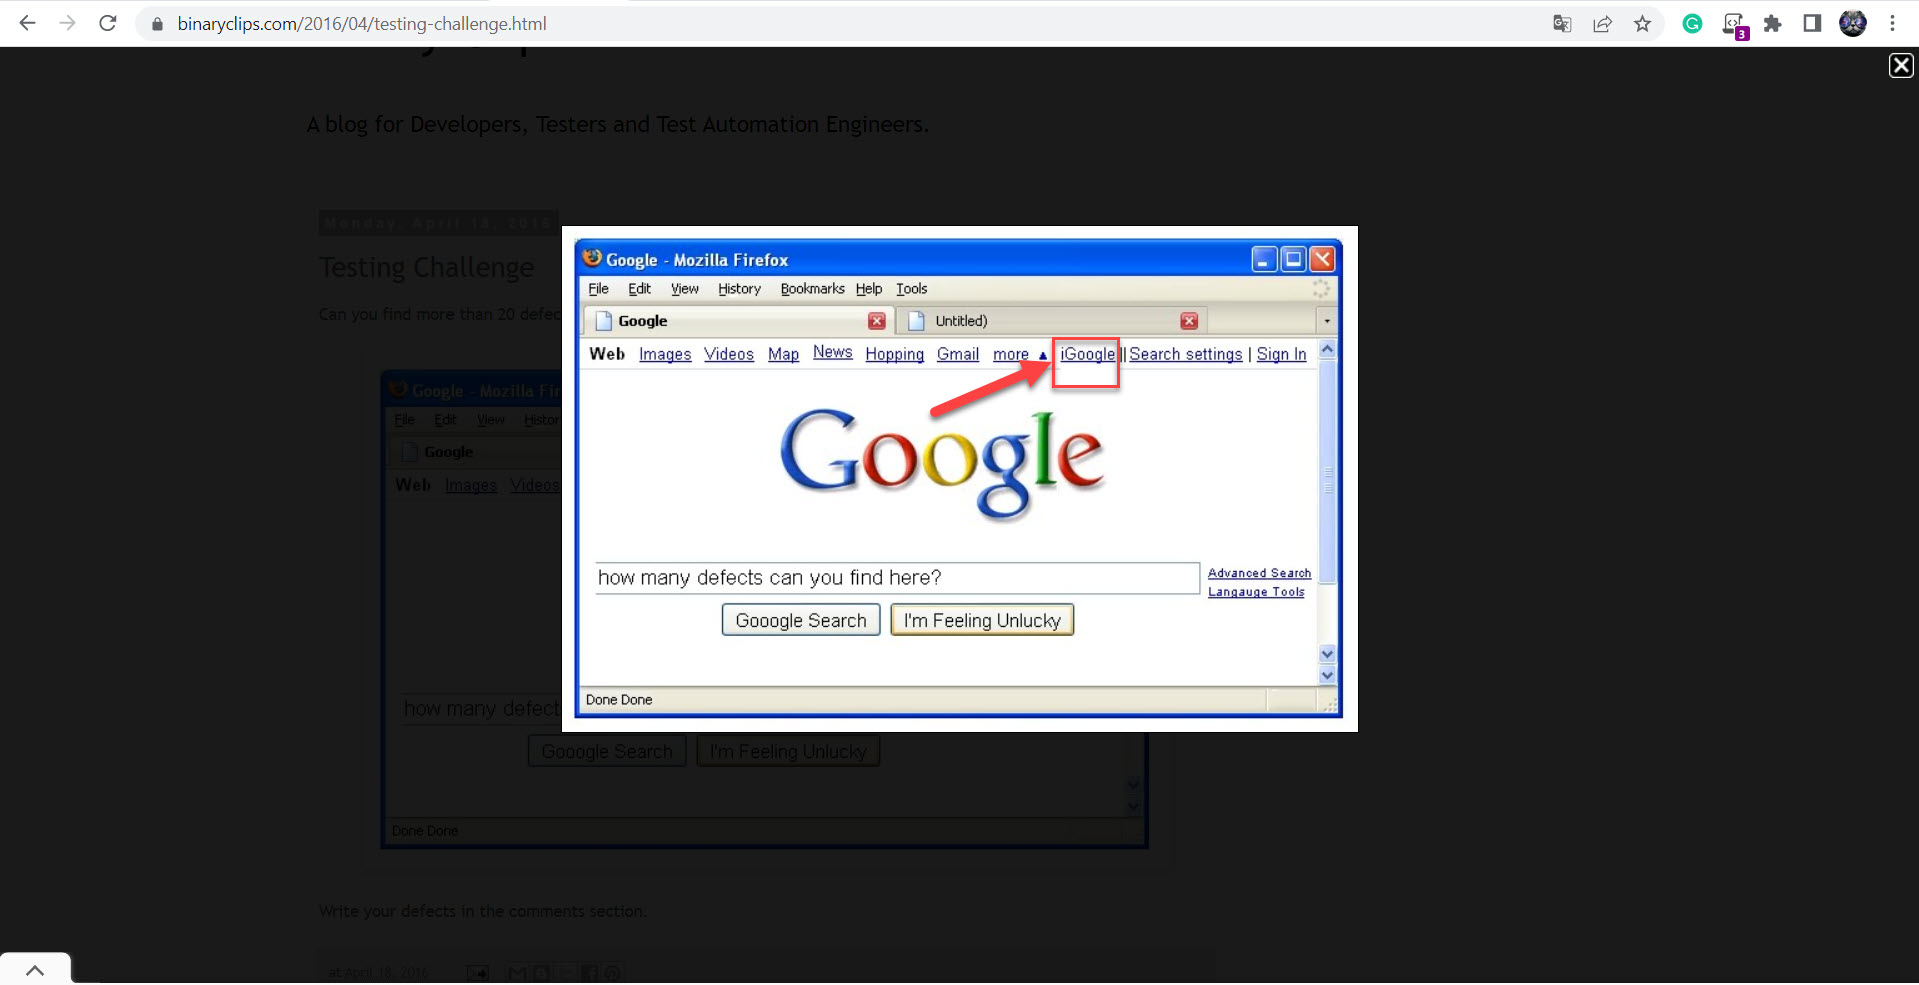 binaryclips.com/2016/04/testing-challenge.html
3
A blog for Developers, Testers and Test Automation Engineers.
Monday, April 18, 2016
Testing Challenge
Can you find more than 20 defec
Google - Mozilla Firefox
File Edit View History Bookmarks Help Tools
Google Untitled)
Web Images Videos Map News Hopping Gmail more ▲ iGoogle || Search settings | Sign In
Google
how many defects can you find here?
Advanced Search
Langauge Tools
Gooogle Search I'm Feeling Unlucky
Done Done
Google - Mozilla Fir
File Edit View Histor
Google
Web Images Videos
how many defect
Gooogle Search I'm Feeling Unlucky
Done Done
Write your defects in the comments section.
at April 18, 2016